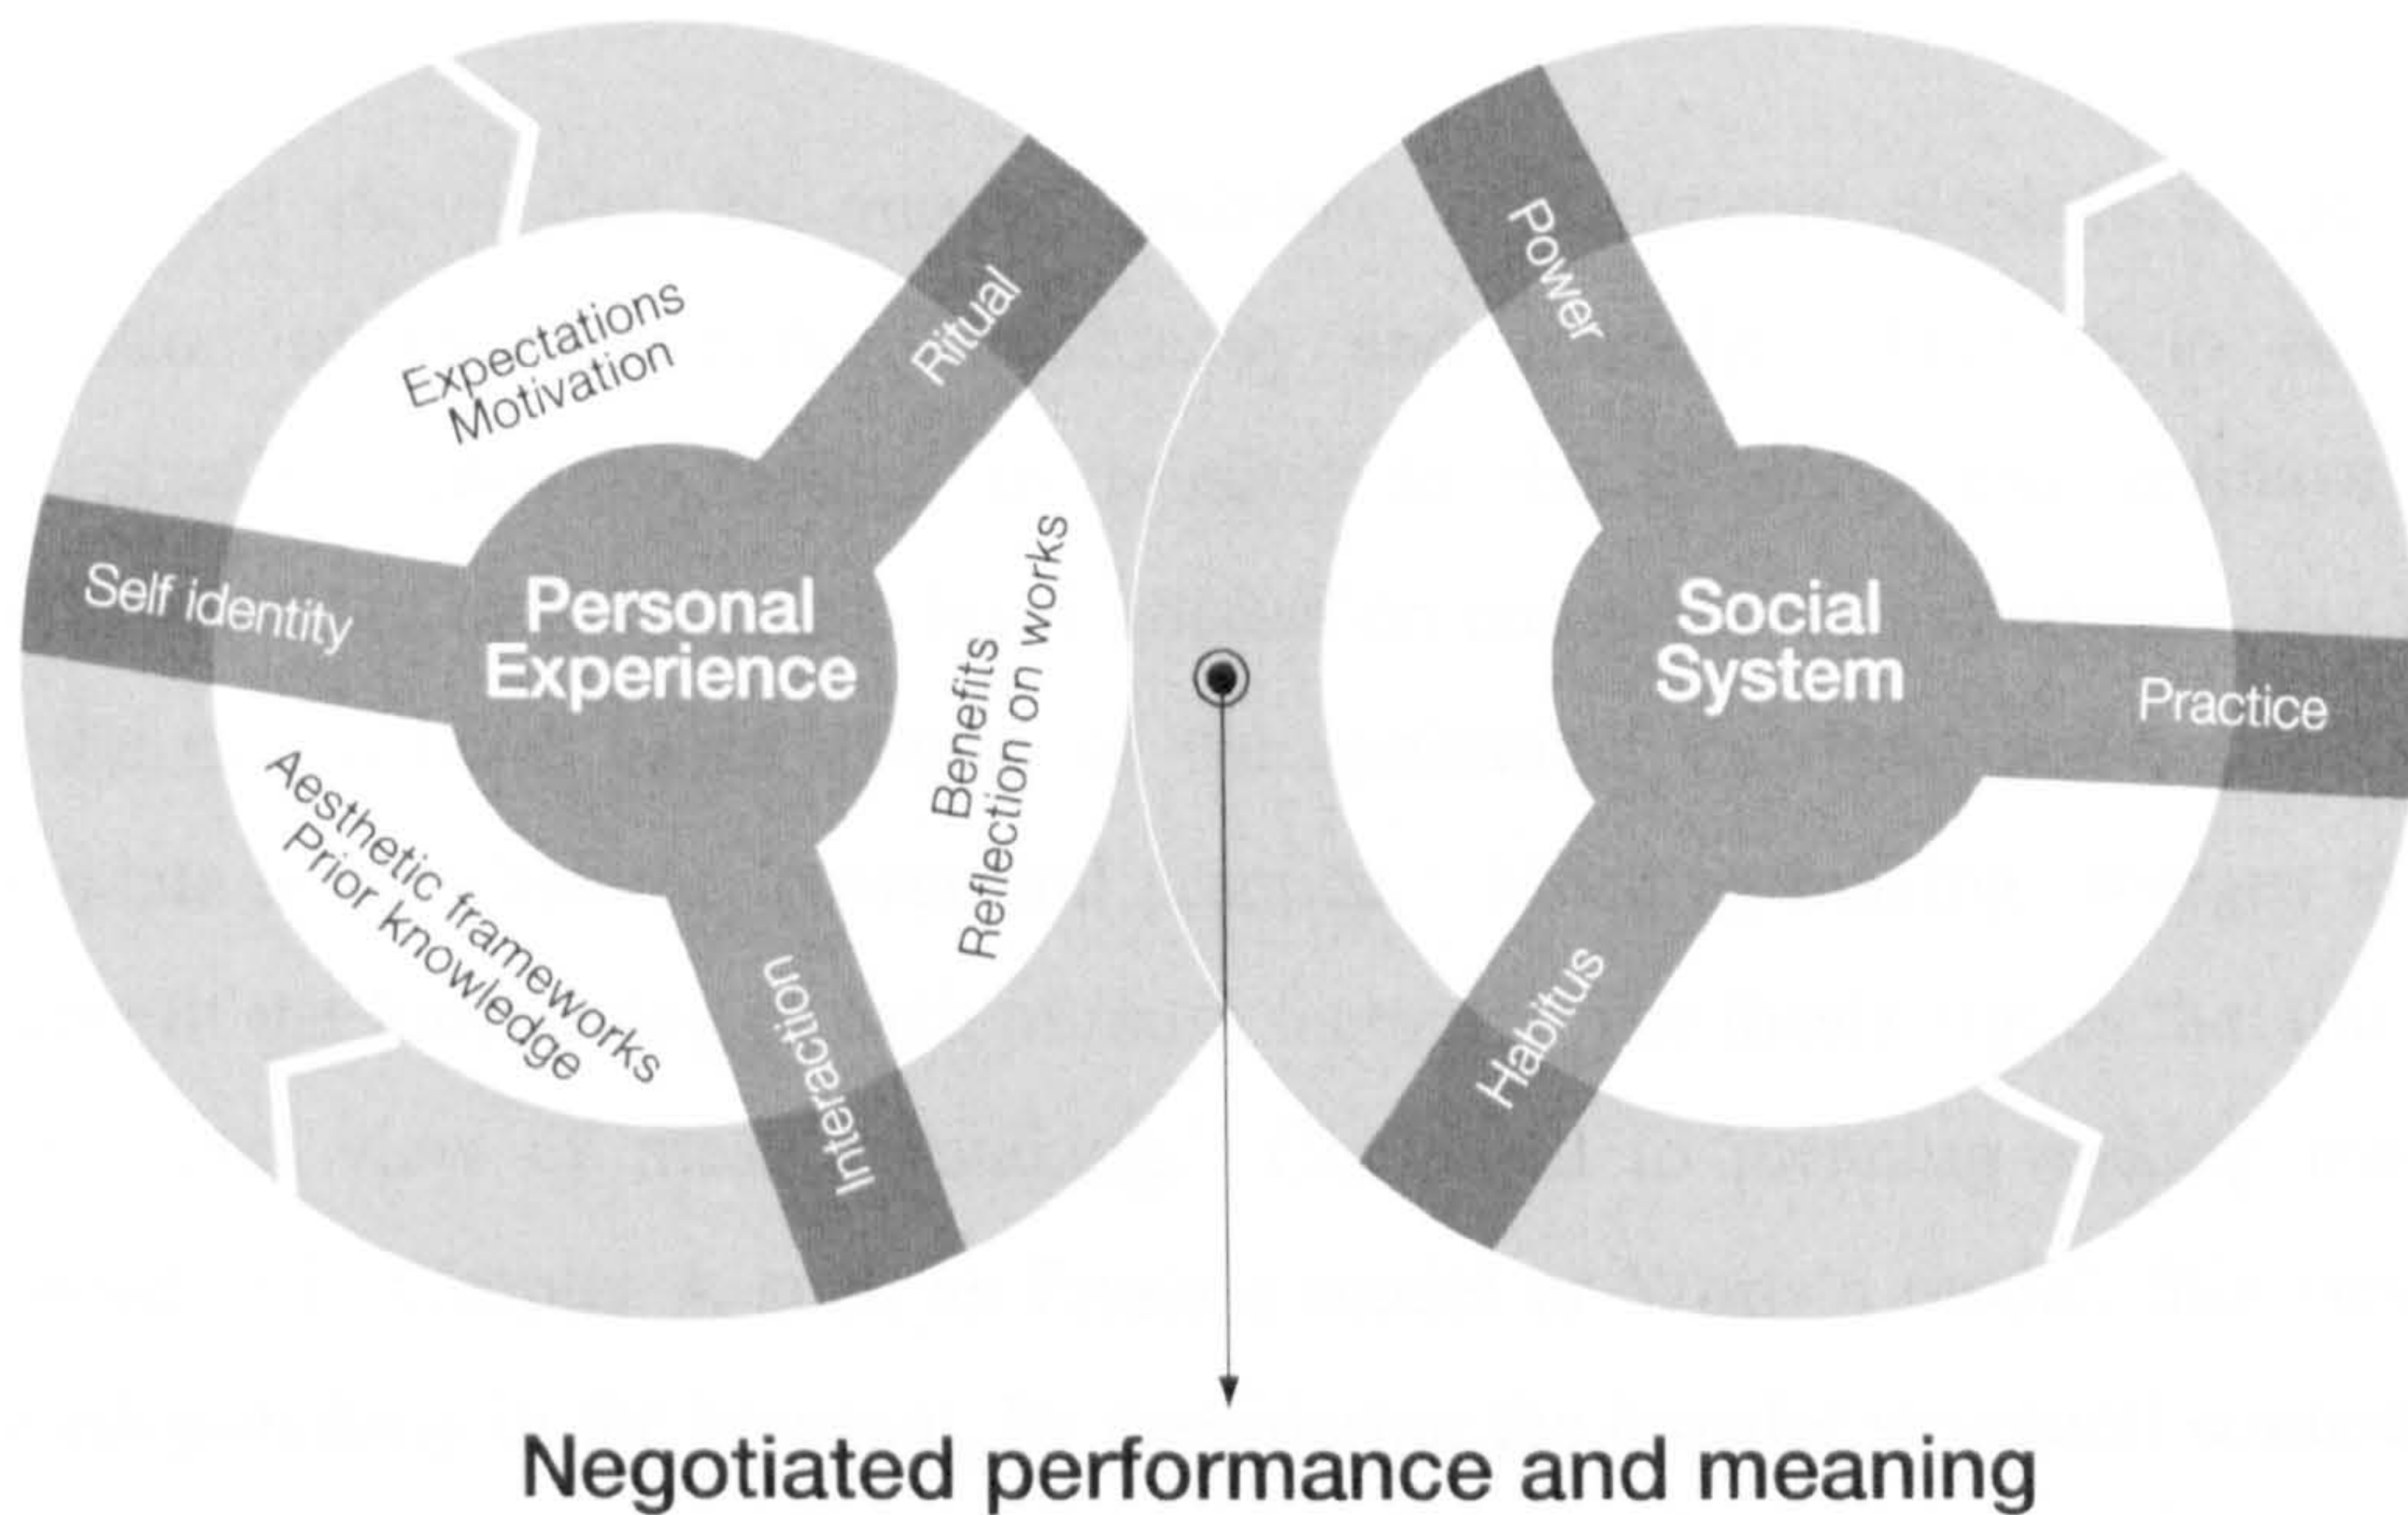 Expectations
Motivation
Ritual
Self identity
Personal
Experience
Benefits
Reflection on works
Aesthetic frameworks
Prior knowledge
Interaction
Power
Social
System
Practice
Habitus
Negotiated performance and meaning